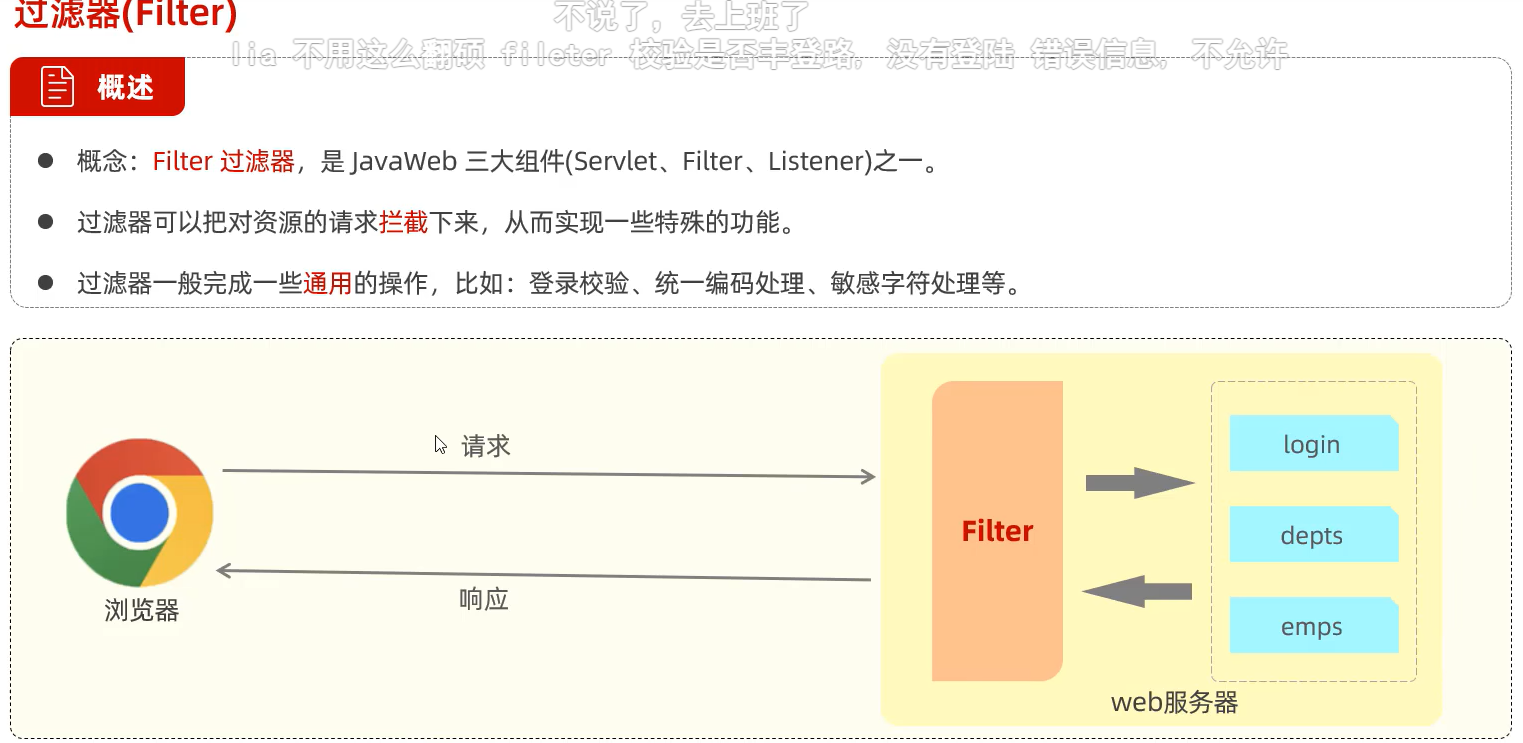 过滤器(Filter)
不说了，去上班了
lia 不用这么翻硕 fileter 校验是否丰登路，没有登陆 错误信息，不允许
概述
概念：Filter 过滤器，是 JavaWeb 三大组件(Servlet、Filter、Listener)之一。
过滤器可以把对资源的请求拦截下来，从而实现一些特殊的功能。
过滤器一般完成一些通用的操作，比如：登录校验、统一编码处理、敏感字符处理等。
请求
login
Filter
depts
响应
浏览器
emps
web服务器